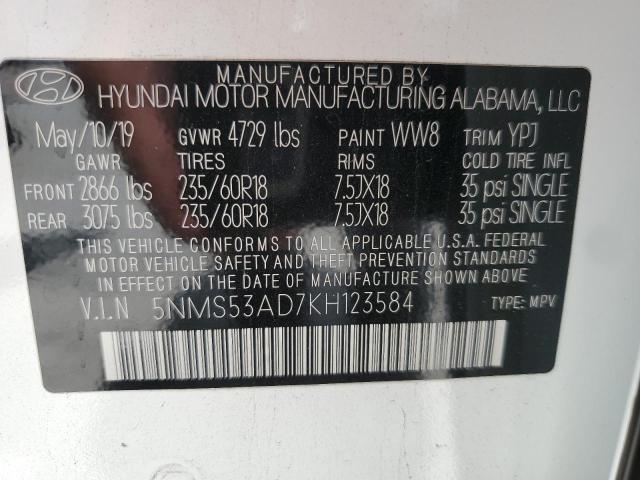 MANUFACTURED BY
HYUNDAI MOTOR MANUFACTURING ALABAMA, LLC
May/10/19 GVWR 4729 lbs PAINT WW8 TRIM YPJ
GAWR TIRES RIMS COLD TIRE INFL
FRONT 2866 lbs 235/60R18 7.5JX18 35 psi SINGLE
REAR 3075 lbs 235/60R18 7.5JX18 35 psi SINGLE
THIS VEHICLE CONFORMS TO ALL APPLICABLE U.S.A. FEDERAL
MOTOR VEHICLE SAFETY AND THEFT PREVENTION STANDARDS
IN EFFECT ON THE DATE OF MANUFACTURE SHOWN ABOVE.
V.I.N 5NMS53AD7KH123584 TYPE: MPV